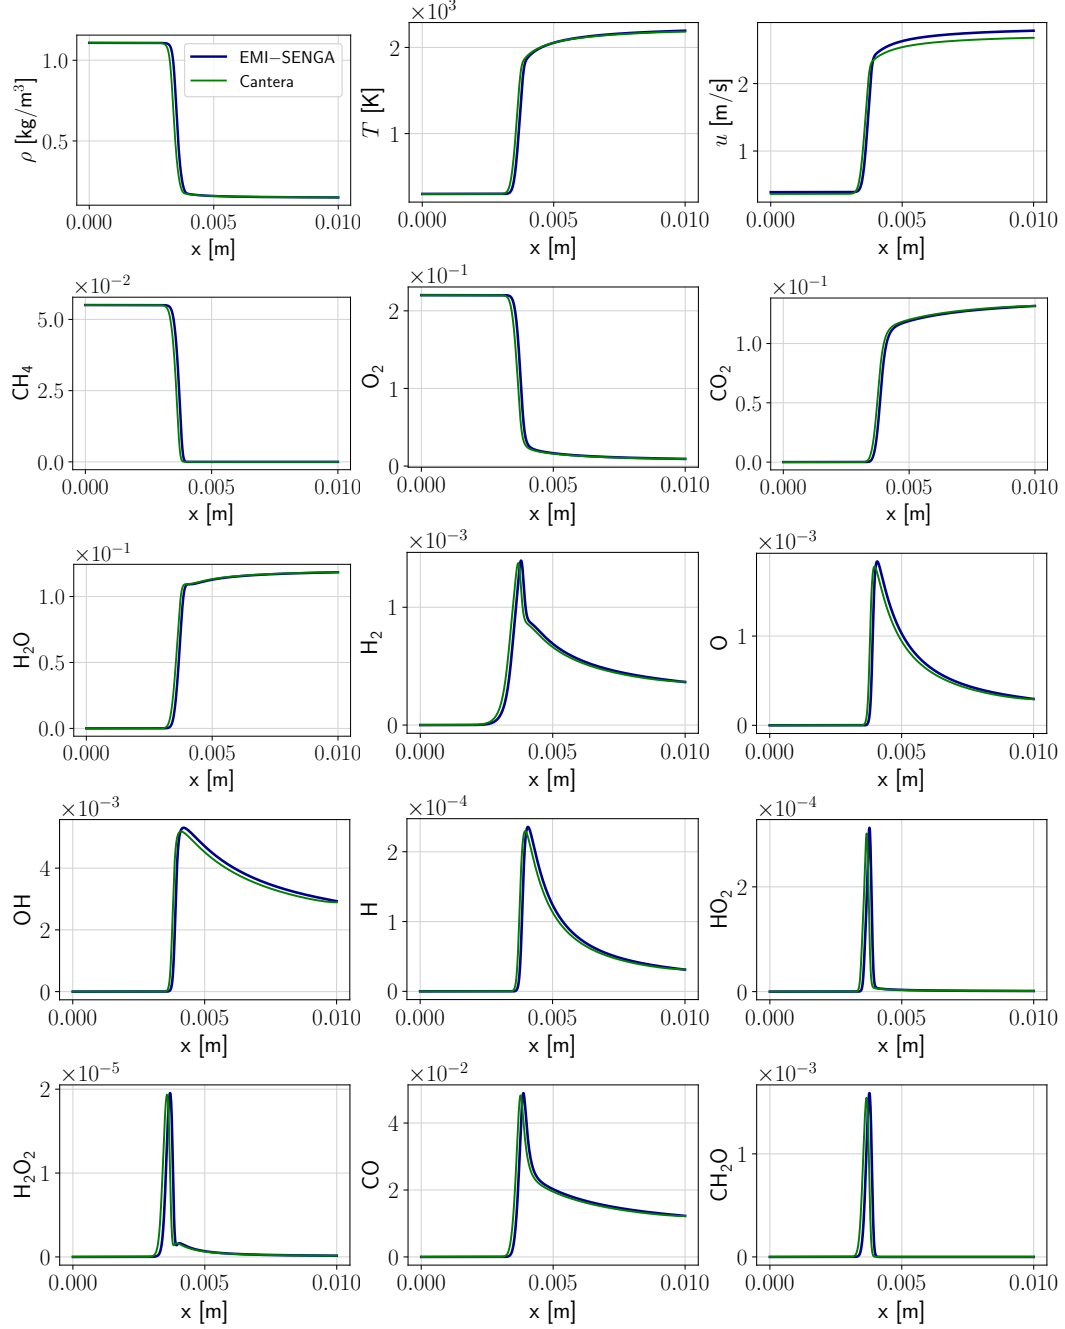 ρ [kg/m³]
1.0
0.5
EMI−SENGA
Cantera
0.000 0.005 0.010
x [m]
×10³
T [K]
2
1
0.000 0.005 0.010
x [m]
u [m/s]
2
1
0.000 0.005 0.010
x [m]
×10⁻²
CH₄
5.0
2.5
0.0
0.000 0.005 0.010
x [m]
×10⁻¹
O₂
2
1
0
0.000 0.005 0.010
x [m]
×10⁻¹
CO₂
1.0
0.5
0.0
0.000 0.005 0.010
x [m]
×10⁻¹
H₂O
1.0
0.5
0.0
0.000 0.005 0.010
x [m]
×10⁻³
H₂
1
0
0.000 0.005 0.010
x [m]
×10⁻³
O
1
0
0.000 0.005 0.010
x [m]
×10⁻³
OH
4
2
0
0.000 0.005 0.010
x [m]
×10⁻⁴
H
2
1
0
0.000 0.005 0.010
x [m]
×10⁻⁴
HO₂
2
0
0.000 0.005 0.010
x [m]
×10⁻⁵
H₂O₂
2
1
0
0.000 0.005 0.010
x [m]
×10⁻²
CO
4
2
0
0.000 0.005 0.010
x [m]
×10⁻³
CH₂O
1
0
0.000 0.005 0.010
x [m]